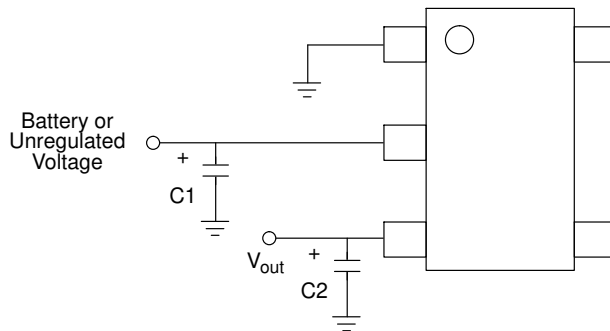 Battery or
Unregulated
Voltage
+
C1
Vout
+
C2